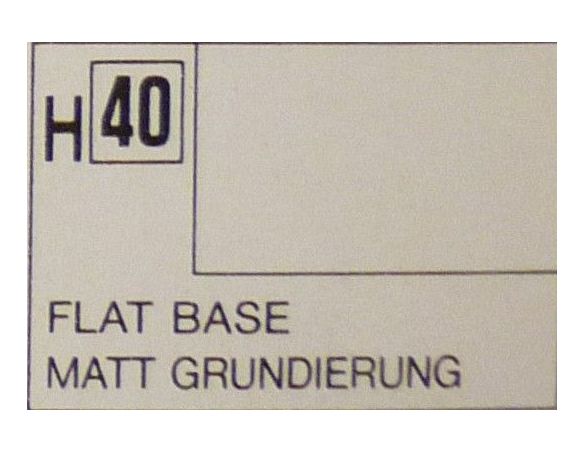 H 40
FLAT BASE
MATT GRUNDIERUNG